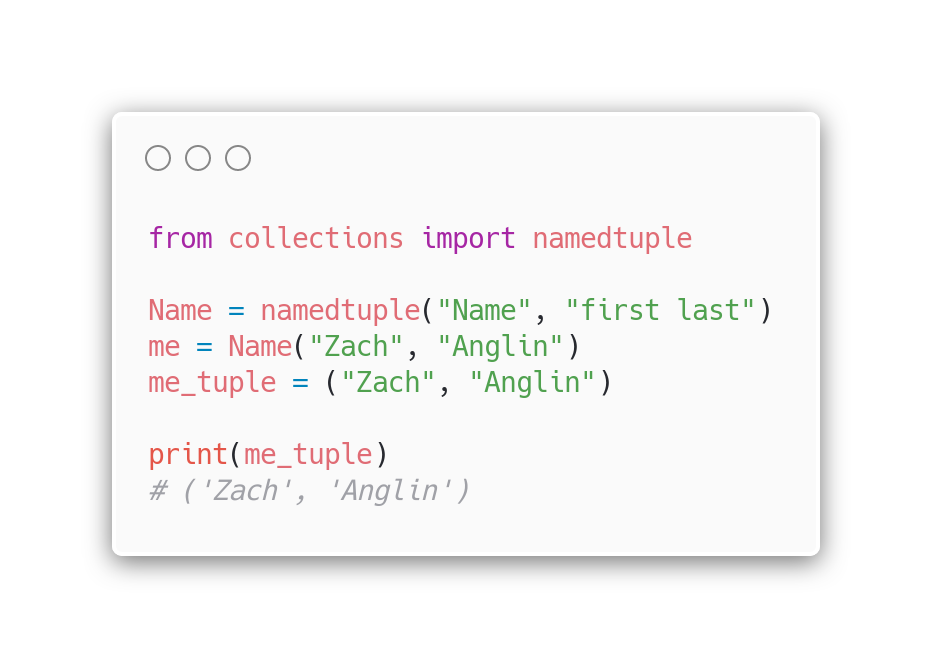 from collections import namedtuple
Name = namedtuple("Name", "first last")
me = Name("Zach", "Anglin")
me_tuple = ("Zach", "Anglin")
print(me_tuple)
# ('Zach', 'Anglin')